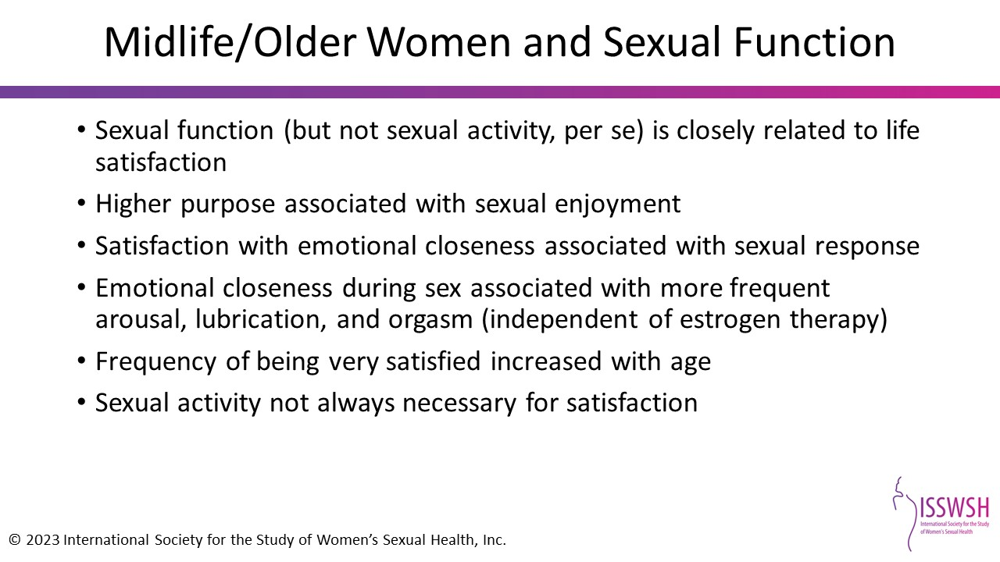 Midlife/Older Women and Sexual Function
• Sexual function (but not sexual activity, per se) is closely related to life
satisfaction
• Higher purpose associated with sexual enjoyment
• Satisfaction with emotional closeness associated with sexual response
• Emotional closeness during sex associated with more frequent
arousal, lubrication, and orgasm (independent of estrogen therapy)
• Frequency of being very satisfied increased with age
• Sexual activity not always necessary for satisfaction
ISSWSH
International Society for the Study
of Women's Sexual Health
© 2023 International Society for the Study of Women’s Sexual Health, Inc.